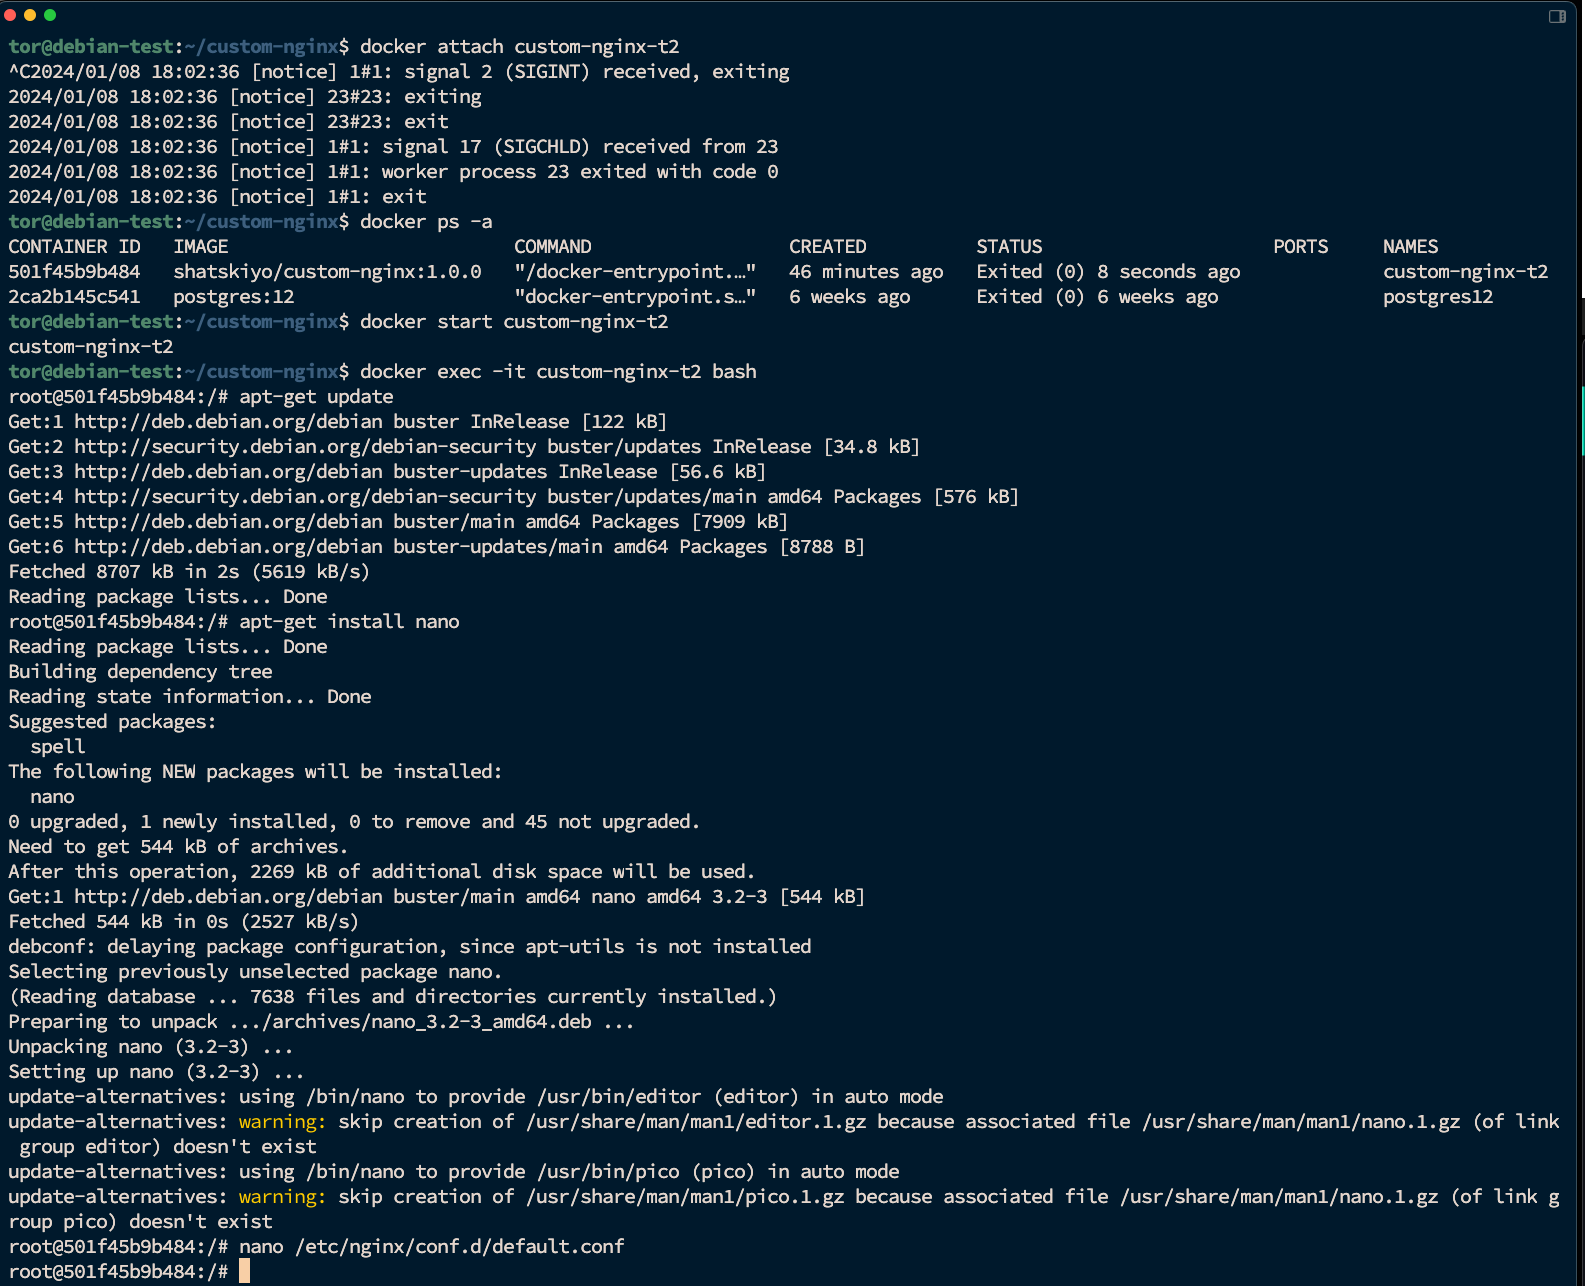 tor@debian-test:~/custom-nginx$ docker attach custom-nginx-t2
^C2024/01/08 18:02:36 [notice] 1#1: signal 2 (SIGINT) received, exiting
2024/01/08 18:02:36 [notice] 23#23: exiting
2024/01/08 18:02:36 [notice] 23#23: exit
2024/01/08 18:02:36 [notice] 1#1: signal 17 (SIGCHLD) received from 23
2024/01/08 18:02:36 [notice] 1#1: worker process 23 exited with code 0
2024/01/08 18:02:36 [notice] 1#1: exit
tor@debian-test:~/custom-nginx$ docker ps -a
CONTAINER ID   IMAGE                          COMMAND                  CREATED          STATUS                     PORTS     NAMES
501f45b9b484   shatskiyo/custom-nginx:1.0.0   "/docker-entrypoint.…"   46 minutes ago   Exited (0) 8 seconds ago             custom-nginx-t2
2ca2b145c541   postgres:12                    "docker-entrypoint.s…"   6 weeks ago      Exited (0) 6 weeks ago               postgres12
tor@debian-test:~/custom-nginx$ docker start custom-nginx-t2
custom-nginx-t2
tor@debian-test:~/custom-nginx$ docker exec -it custom-nginx-t2 bash
root@501f45b9b484:/# apt-get update
Get:1 http://deb.debian.org/debian buster InRelease [122 kB]
Get:2 http://security.debian.org/debian-security buster/updates InRelease [34.8 kB]
Get:3 http://deb.debian.org/debian buster-updates InRelease [56.6 kB]
Get:4 http://security.debian.org/debian-security buster/updates/main amd64 Packages [576 kB]
Get:5 http://deb.debian.org/debian buster/main amd64 Packages [7909 kB]
Get:6 http://deb.debian.org/debian buster-updates/main amd64 Packages [8788 B]
Fetched 8707 kB in 2s (5619 kB/s)
Reading package lists... Done
root@501f45b9b484:/# apt-get install nano
Reading package lists... Done
Building dependency tree
Reading state information... Done
Suggested packages:
  spell
The following NEW packages will be installed:
  nano
0 upgraded, 1 newly installed, 0 to remove and 45 not upgraded.
Need to get 544 kB of archives.
After this operation, 2269 kB of additional disk space will be used.
Get:1 http://deb.debian.org/debian buster/main amd64 nano amd64 3.2-3 [544 kB]
Fetched 544 kB in 0s (2527 kB/s)
debconf: delaying package configuration, since apt-utils is not installed
Selecting previously unselected package nano.
(Reading database ... 7638 files and directories currently installed.)
Preparing to unpack .../archives/nano_3.2-3_amd64.deb ...
Unpacking nano (3.2-3) ...
Setting up nano (3.2-3) ...
update-alternatives: using /bin/nano to provide /usr/bin/editor (editor) in auto mode
update-alternatives: warning: skip creation of /usr/share/man/man1/editor.1.gz because associated file /usr/share/man/man1/nano.1.gz (of link
 group editor) doesn't exist
update-alternatives: using /bin/nano to provide /usr/bin/pico (pico) in auto mode
update-alternatives: warning: skip creation of /usr/share/man/man1/pico.1.gz because associated file /usr/share/man/man1/nano.1.gz (of link g
roup pico) doesn't exist
root@501f45b9b484:/# nano /etc/nginx/conf.d/default.conf
root@501f45b9b484:/#